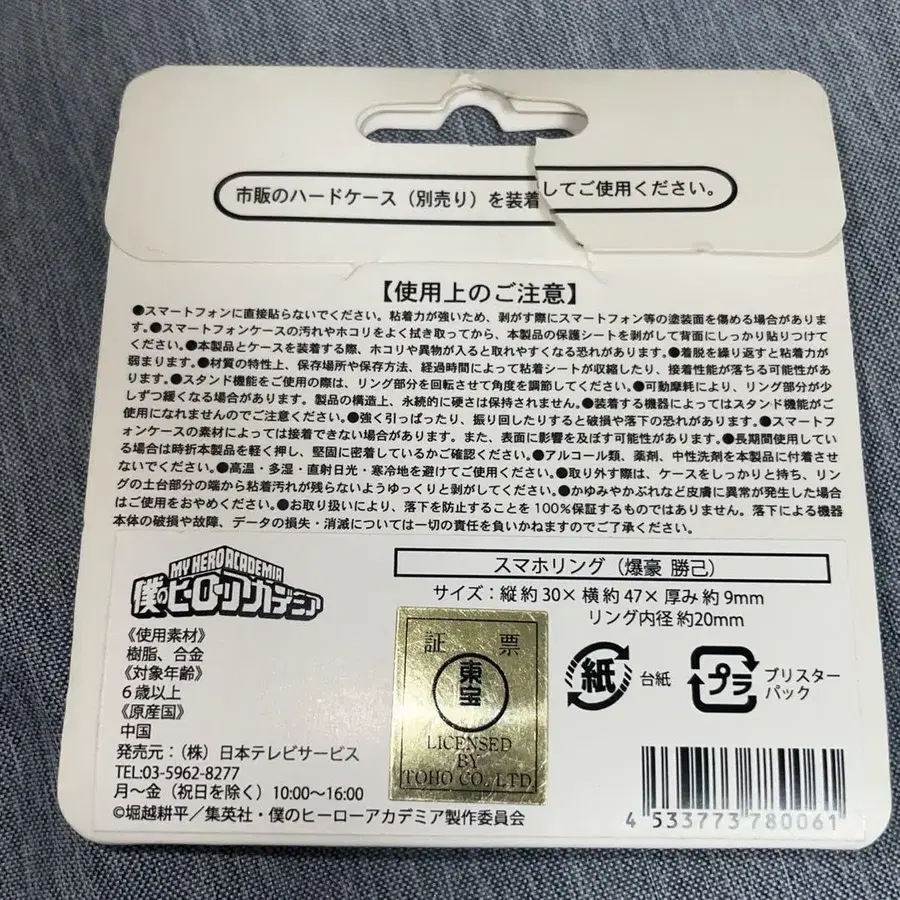 市販のハードケース（別売り）を装着してご使用ください。
【使用上のご注意】
●スマートフォンに直接貼らないでください。粘着力が強いため、剥がす際にスマートフォン等の塗装面を傷める場合がありま
す。●スマートフォンケースの汚れやホコリをよく拭き取ってから、本製品の保護シートを剥がして背面にしっかり貼りつけて
ください。●本製品とケースを装着する際、ホコリや異物が入ると取れやすくなる恐れがあります。●着脱を繰り返すと粘着力が
弱まります。●材質の特性上、保存場所や保存方法、経過時間によって粘着シートが収縮したり、接着性能が落ちる可能性があ
ります。●スタンド機能をご使用の際は、リング部分を回転させて角度を調節してください。●可動摩耗により、リング部分が少
しずつ緩くなる場合があります。製品の構造上、永続的に硬さは保持されません。●装着する機器によってはスタンド機能がご
使用になれませんのでご注意ください。●強く引っぱったり、振り回したりすると破損や落下の恐れがあります。●スマートフ
ォンケースの素材によっては接着できない場合があります。また、表面に影響を及ぼす可能性があります。●長期間使用してい
る場合は時折本製品を軽く押し、堅固に密着しているかご確認ください。●アルコール類、薬剤、中性洗剤を本製品に付着させ
ないでください。●高温・多湿・直射日光・寒冷地を避けてご使用ください。●取り外す際は、ケースをしっかりと持ち、リン
グの土台部分の端から粘着汚れが残らないようゆっくりと剥がしてください。●かゆみやかぶれなど皮膚に異常が発生した場合
はご使用をおやめください。●お取り扱いにより、落下を防止することを100％保証するものではありません。落下による機器
本体の破損や故障、データの損失・消滅については一切の責任を負いかねますのでご了承ください。
MY HERO ACADEMIA
僕のヒーローアカデミア
スマホリング（爆豪 勝己）
サイズ：縦 約 30× 横 約 47× 厚み 約 9mm
リング内径 約20mm
《使用素材》
樹脂、合金
《対象年齢》
６歳以上
《原産国》
中国
発売元：（株）日本テレビサービス
TEL:03-5962-8277
月～金（祝日を除く）10:00～16:00
©堀越耕平／集英社・僕のヒーローアカデミア製作委員会
証 票
東宝
LICENSED
BY
TOHO CO., LTD.
紙 台紙
プラ ブリスター
パック
4 533773 780061